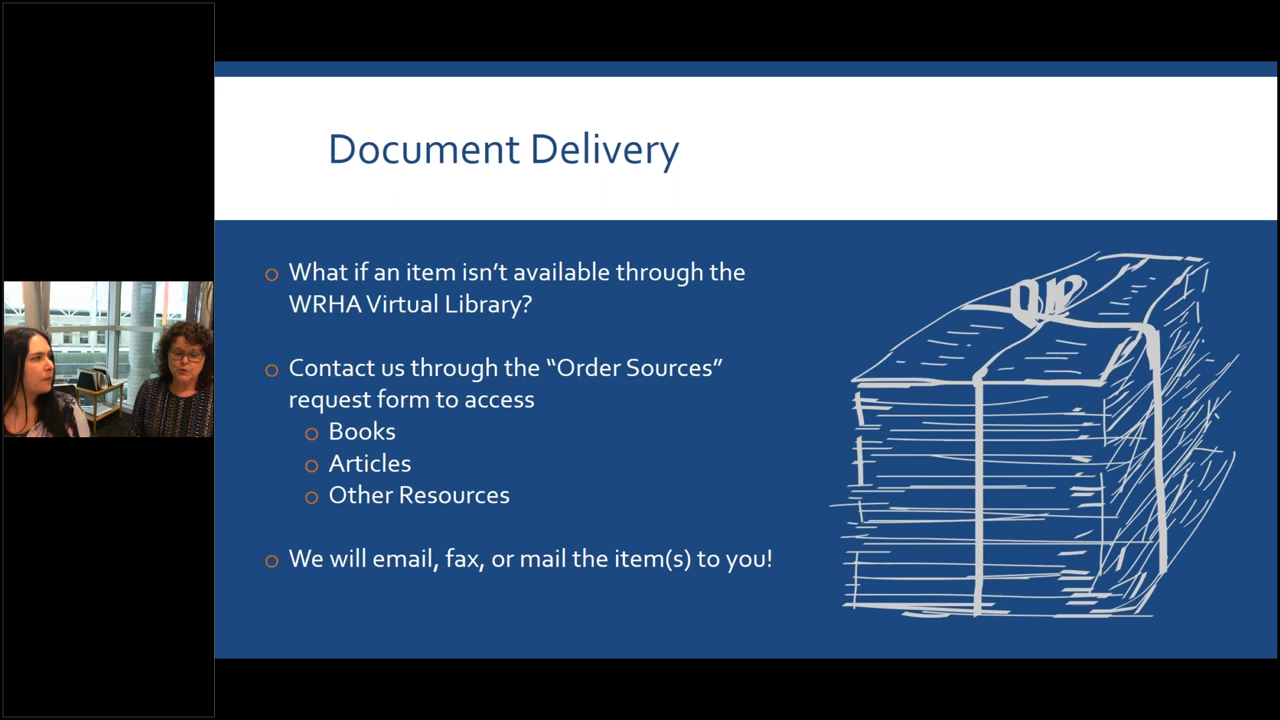 Document Delivery
What if an item isn't available through the
WRHA Virtual Library?
Contact us through the “Order Sources”
request form to access
Books
Articles
Other Resources
We will email, fax, or mail the item(s) to you!